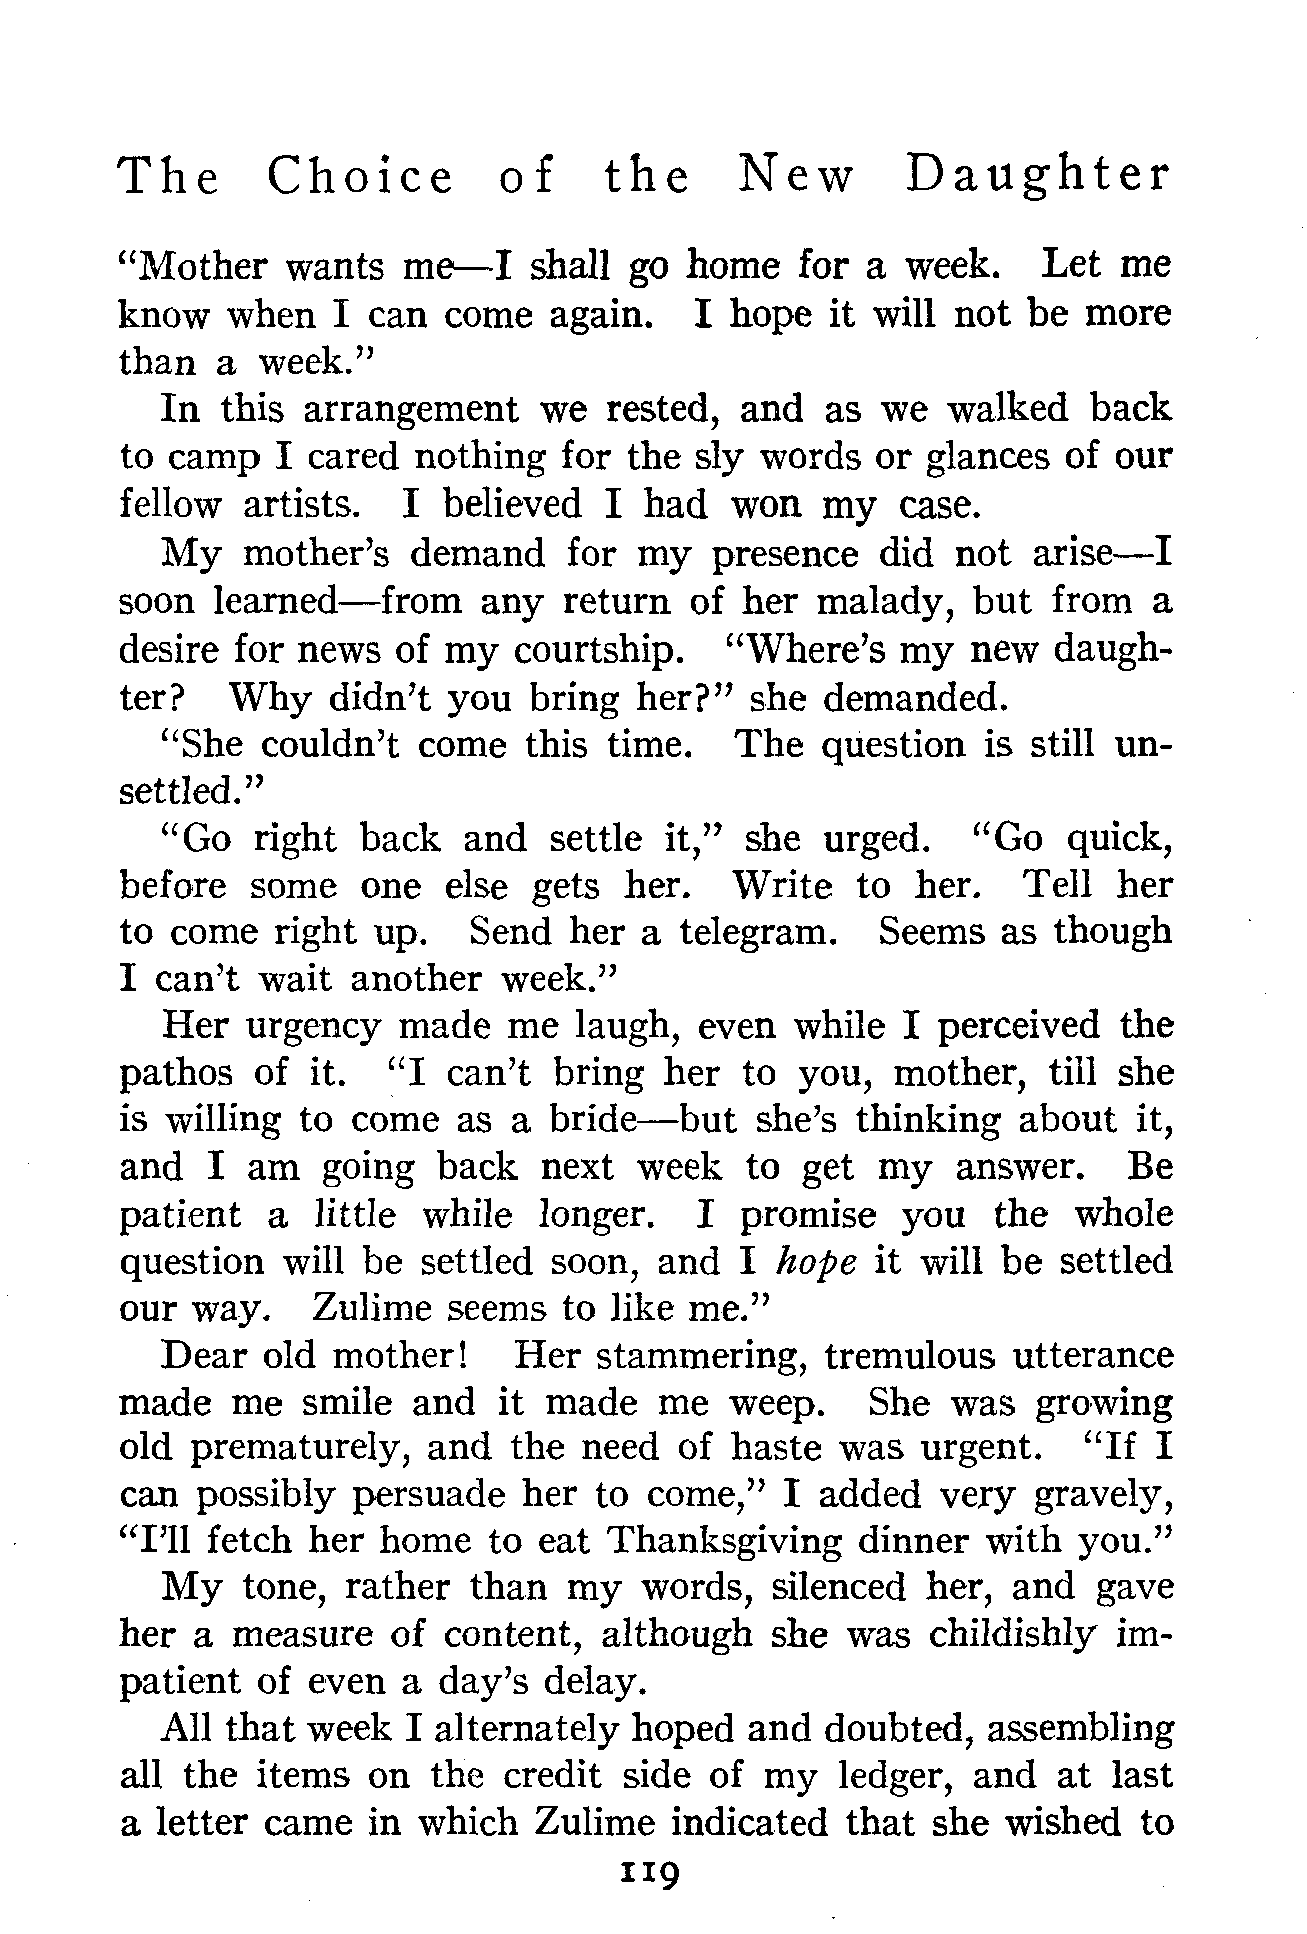 The Choice of the New Daughter
“Mother wants me—I shall go home for a week. Let me
know when I can come again. I hope it will not be more
than a week.”
In this arrangement we rested, and as we walked back
to camp I cared nothing for the sly words or glances of our
fellow artists. I believed I had won my case.
My mother’s demand for my presence did not arise—I
soon learned—from any return of her malady, but from a
desire for news of my courtship. “Where’s my new daugh-
ter? Why didn’t you bring her?” she demanded.
“She couldn’t come this time. The question is still un-
settled.”
“Go right back and settle it,” she urged. “Go quick,
before some one else gets her. Write to her. Tell her
to come right up. Send her a telegram. Seems as though
I can’t wait another week.”
Her urgency made me laugh, even while I perceived the
pathos of it. “I can’t bring her to you, mother, till she
is willing to come as a bride—but she’s thinking about it,
and I am going back next week to get my answer. Be
patient a little while longer. I promise you the whole
question will be settled soon, and I hope it will be settled
our way. Zulime seems to like me.”
Dear old mother! Her stammering, tremulous utterance
made me smile and it made me weep. She was growing
old prematurely, and the need of haste was urgent. “If I
can possibly persuade her to come,” I added very gravely,
“I’ll fetch her home to eat Thanksgiving dinner with you.”
My tone, rather than my words, silenced her, and gave
her a measure of content, although she was childishly im-
patient of even a day’s delay.
All that week I alternately hoped and doubted, assembling
all the items on the credit side of my ledger, and at last
a letter came in which Zulime indicated that she wished to
119